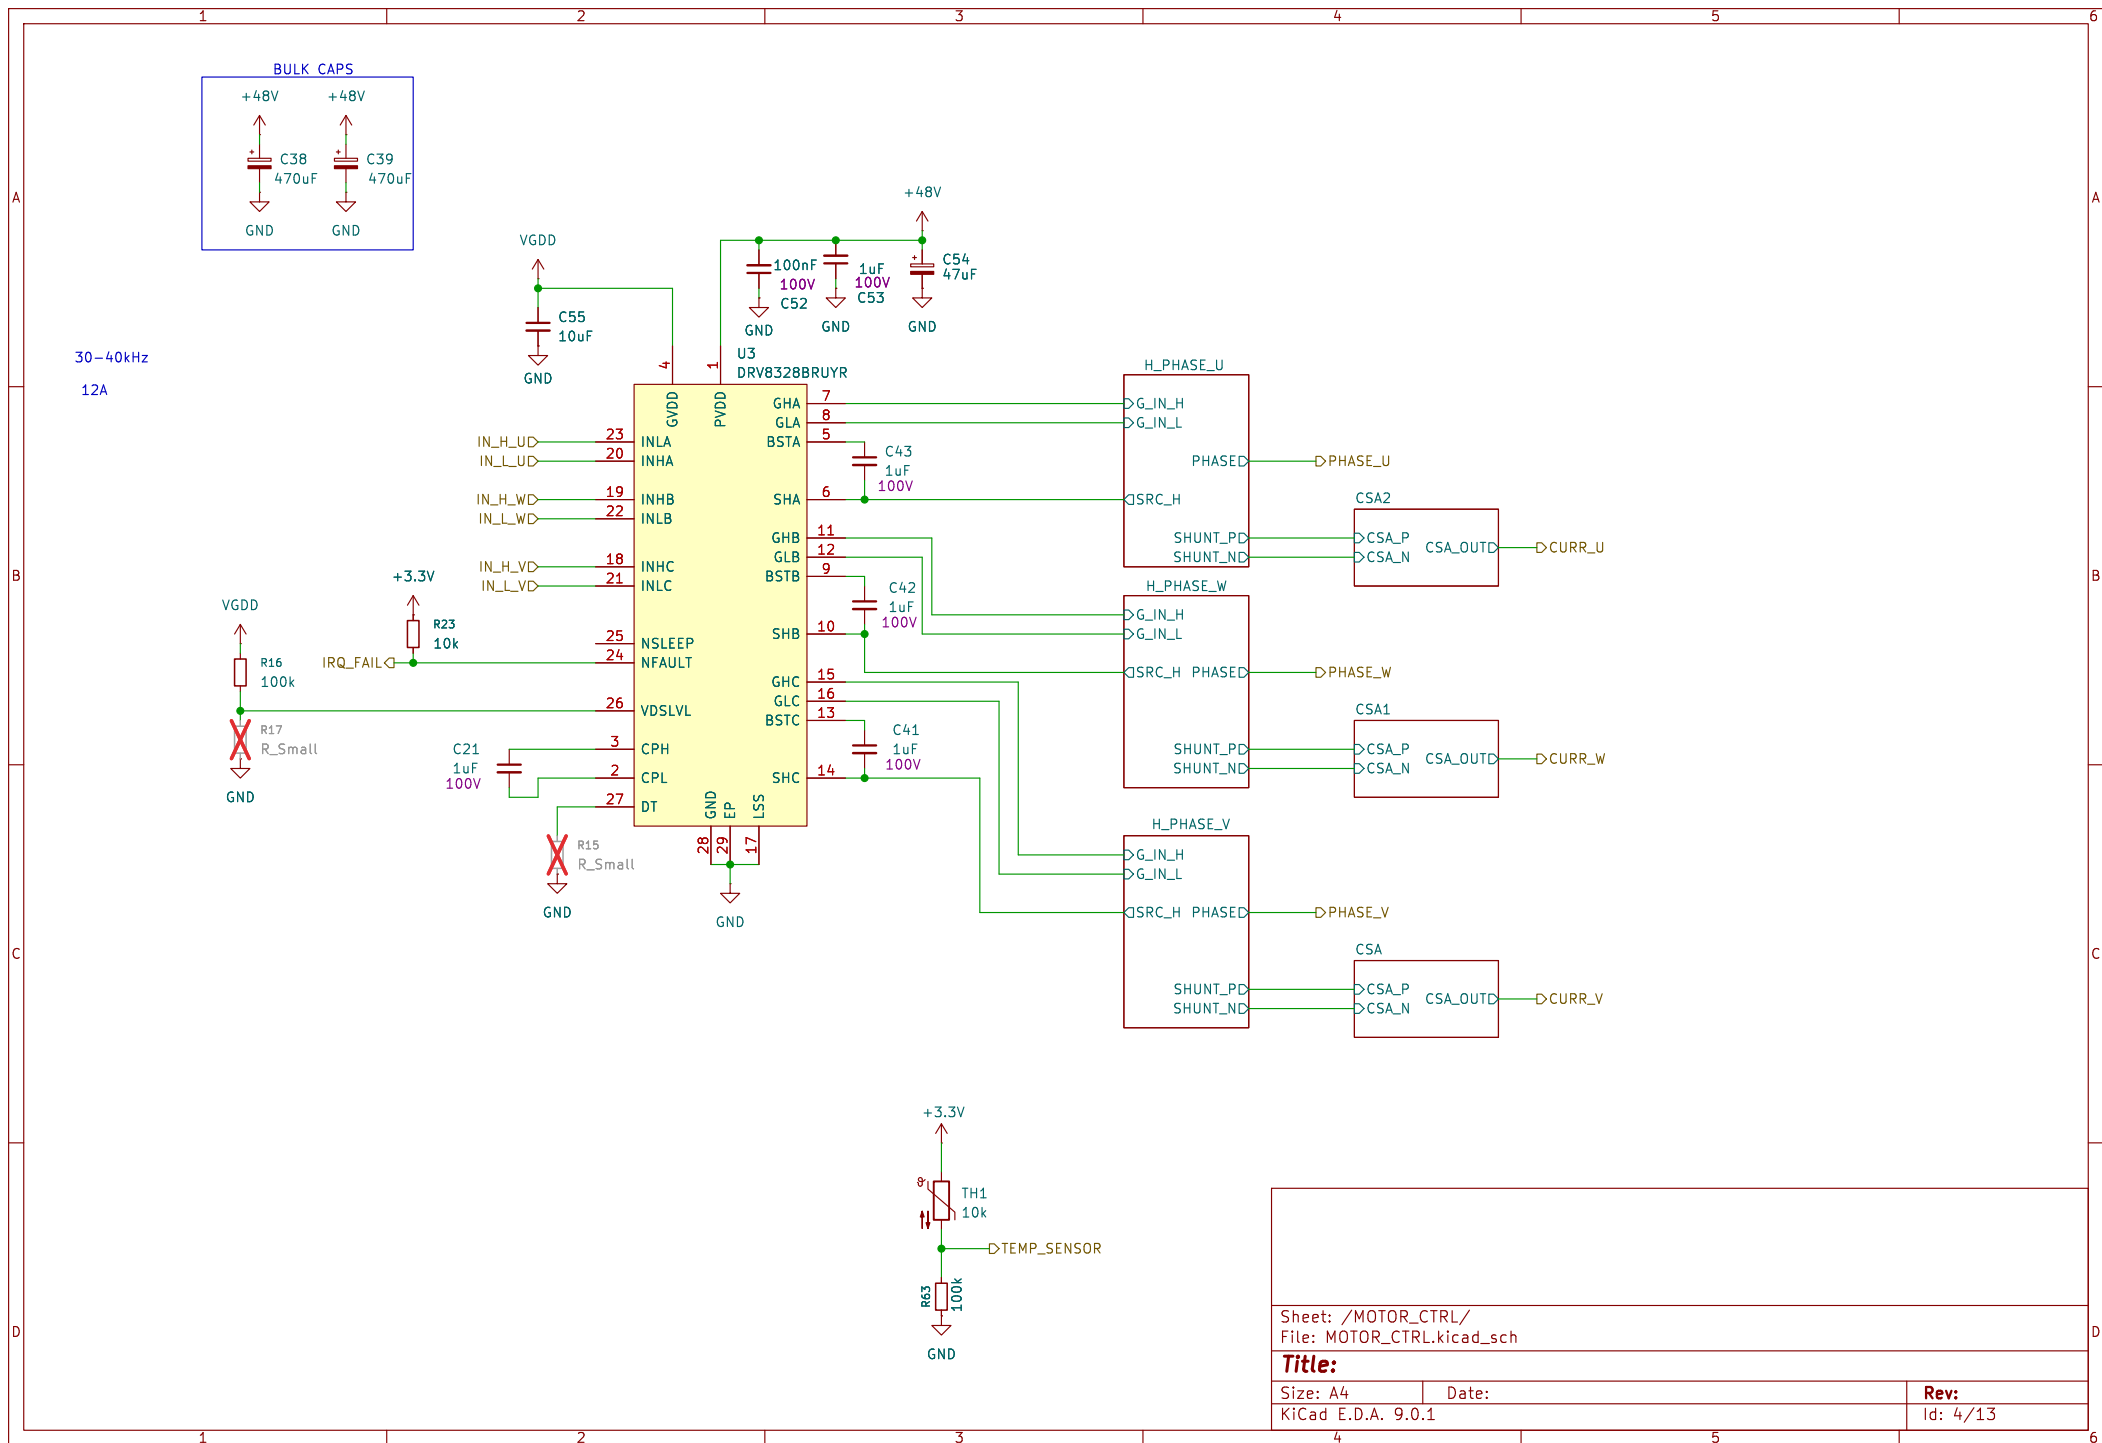 1 2 3 4 5 6
A
B
C
D
BULK CAPS
+48V +48V
C38
470uF
C39
470uF
GND GND
30-40kHz
12A
VGDD
C55
10uF
GND
+48V
100nF
100V
C52
GND
1uF
100V
C53
GND
C54
47uF
GND
U3
DRV8328BRUYR
4 GVDD
1 PVDD
IN_H_U 23 INLA
IN_L_U 20 INHA
IN_H_W 19 INHB
IN_L_W 22 INLB
IN_H_V 18 INHC
IN_L_V 21 INLC
25 NSLEEP
IRQ_FAIL 24 NFAULT
26 VDSLVL
3 CPH
2 CPL
27 DT
28 GND
29 EP
17 LSS
GND
GHA 7
GLA 8
BSTA 5
SHA 6
GHB 11
GLB 12
BSTB 9
SHB 10
GHC 15
GLC 16
BSTC 13
SHC 14
+3.3V
R23
10k
VGDD
R16
100k
R17
R_Small
GND
C21
1uF
100V
R15
R_Small
GND
C43
1uF
100V
C42
1uF
100V
C41
1uF
100V
H_PHASE_U
G_IN_H
G_IN_L
PHASE PHASE_U
SRC_H
SHUNT_P
SHUNT_N
CSA2
CSA_P
CSA_N
CSA_OUT CURR_U
H_PHASE_W
G_IN_H
G_IN_L
SRC_H PHASE PHASE_W
SHUNT_P
SHUNT_N
CSA1
CSA_P
CSA_N
CSA_OUT CURR_W
H_PHASE_V
G_IN_H
G_IN_L
SRC_H PHASE PHASE_V
SHUNT_P
SHUNT_N
CSA
CSA_P
CSA_N
CSA_OUT CURR_V
+3.3V
TH1
10k
TEMP_SENSOR
R63
100k
GND
Sheet: /MOTOR_CTRL/
File: MOTOR_CTRL.kicad_sch
Title:
Size: A4 Date: Rev:
KiCad E.D.A. 9.0.1 Id: 4/13
A
B
C
D
1 2 3 4 5 6